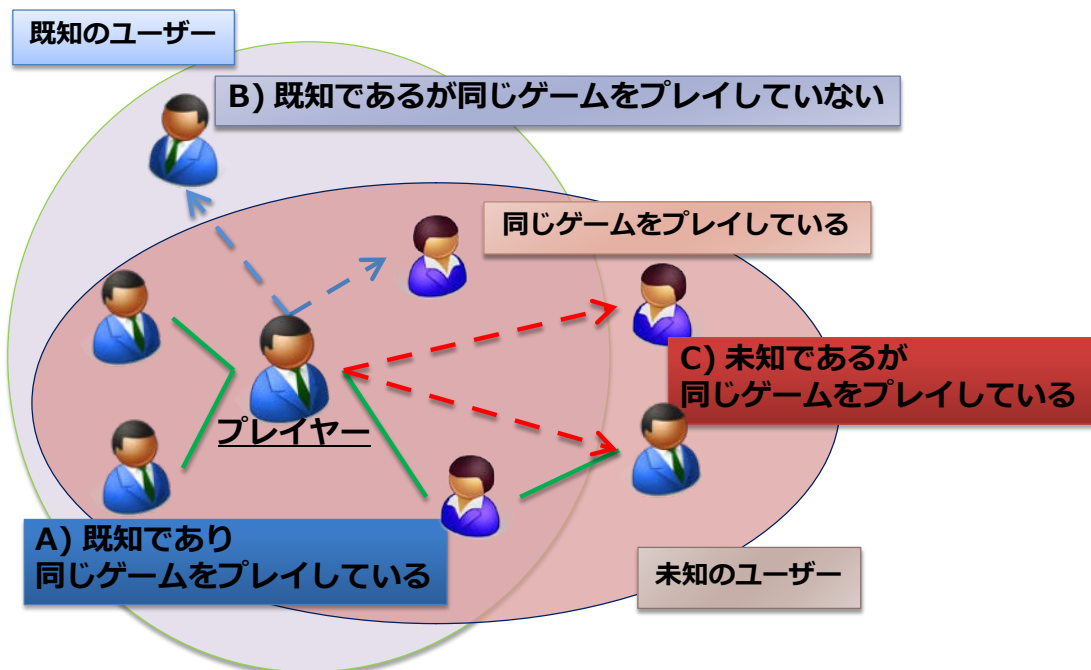 既知のユーザー
B) 既知であるが同じゲームをプレイしていない
同じゲームをプレイしている
C) 未知であるが
同じゲームをプレイしている
プレイヤー
A) 既知であり
同じゲームをプレイしている
未知のユーザー